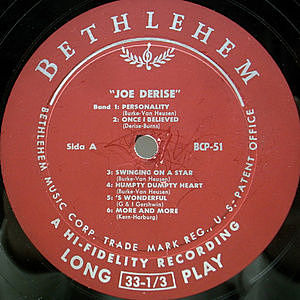 BETHLEHEM
"JOE DERISE"
Band 1: PERSONALITY
(Burke-Van Heusen)
2: ONCE I BELIEVED
(Derise-Burns)
Side A BCP-51
3: SWINGING ON A STAR
(Burke-Van Heusen)
4: HUMPTY DUMPTY HEART
(Burke-Van Heusen)
5: 'S WONDERFUL
(G & I Gershwin)
6: MORE AND MORE
(Kern-Harburg)
BETHLEHEM MUSIC CORP. TRADE MARK REG., U.S. PATENT OFFICE
A HI-FIDELITY RECORDING
LONG 33-1/3 PLAY